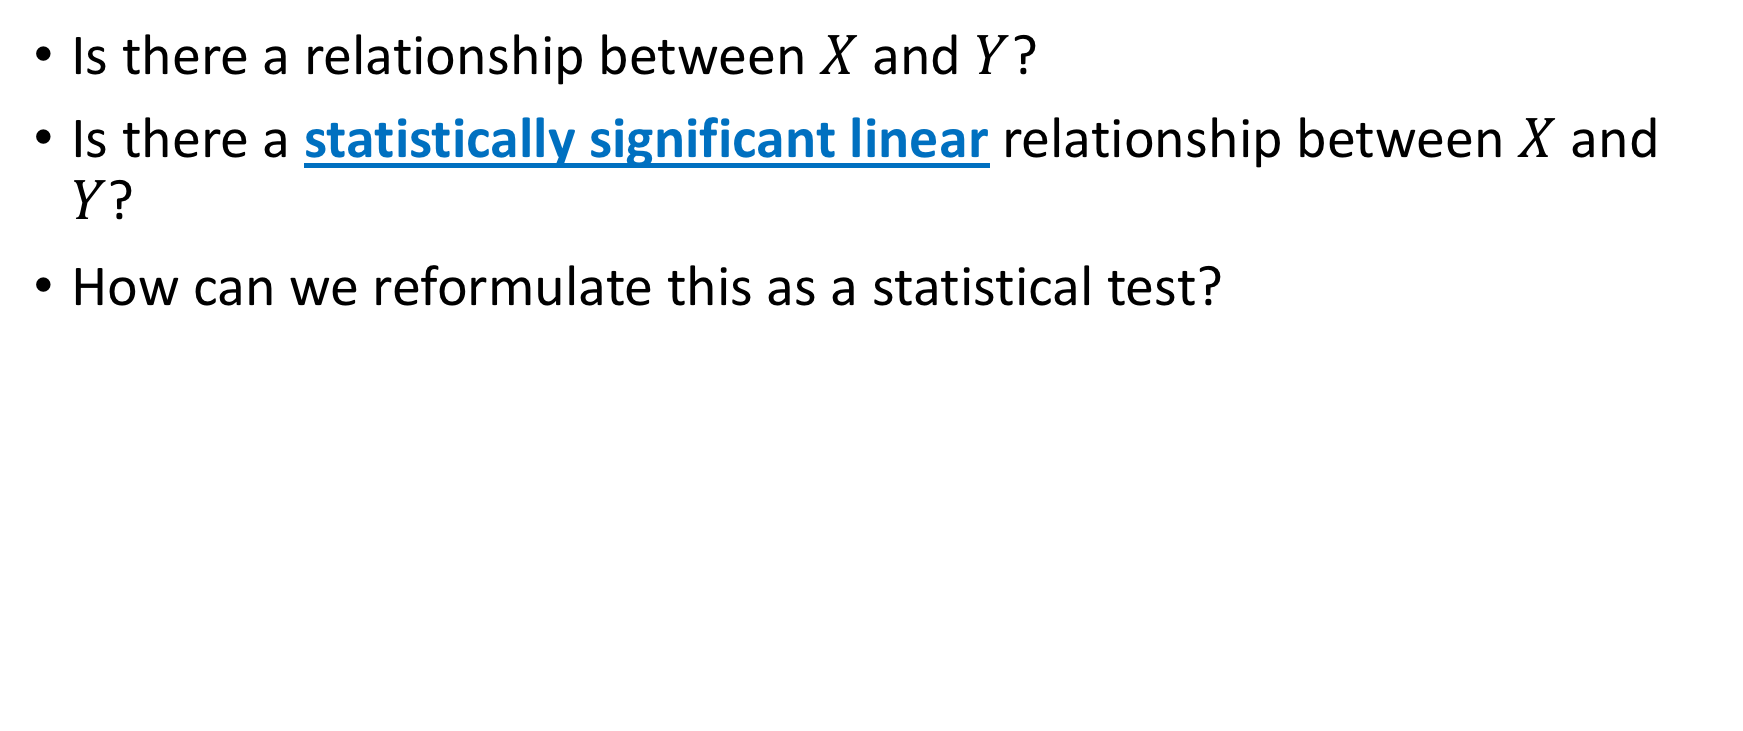 • Is there a relationship between X and Y?
• Is there a statistically significant linear relationship between X and
Y?
• How can we reformulate this as a statistical test?